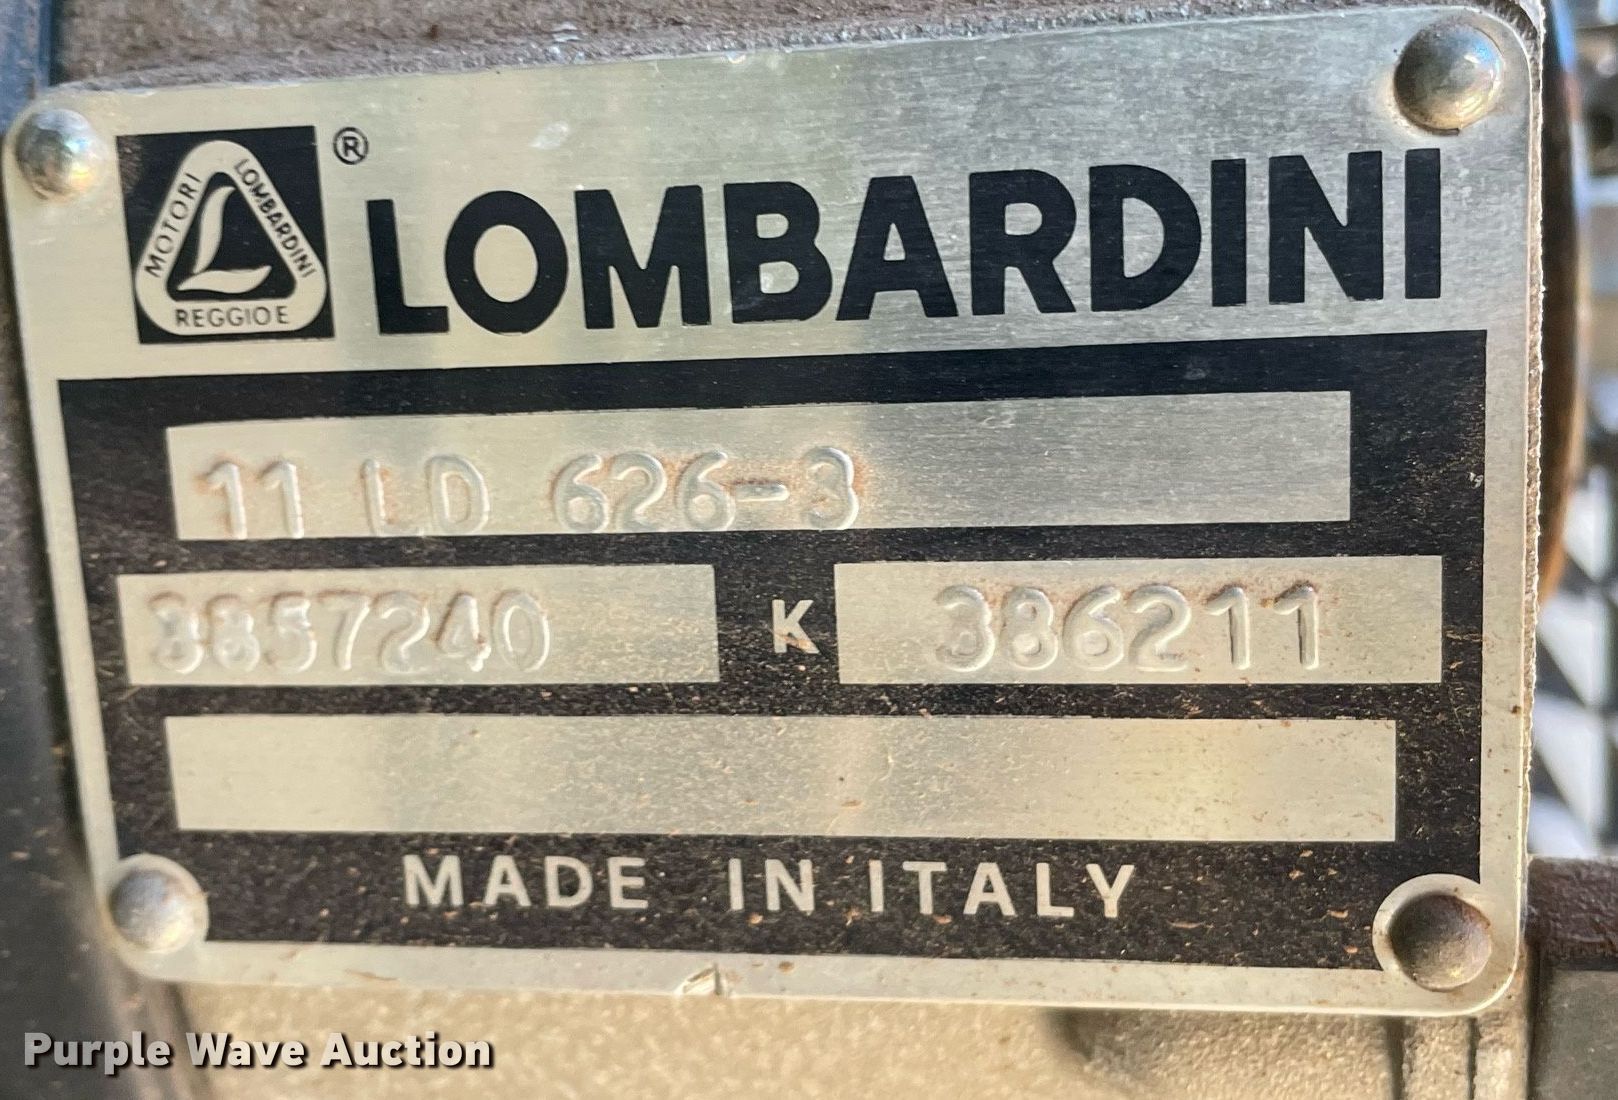 MOTORI LOMBARDINI
REGGIO E
® LOMBARDINI
11 LD 626-3
3857240 K 386211
MADE IN ITALY
Purple Wave Auction